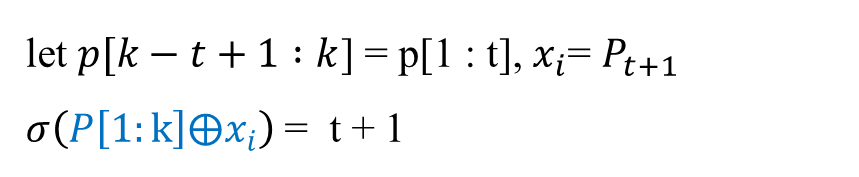 let p[k − t + 1 : k] = p[1 : t], xᵢ= Pₜ₊₁
σ(P[1: k]⊕xᵢ) = t + 1